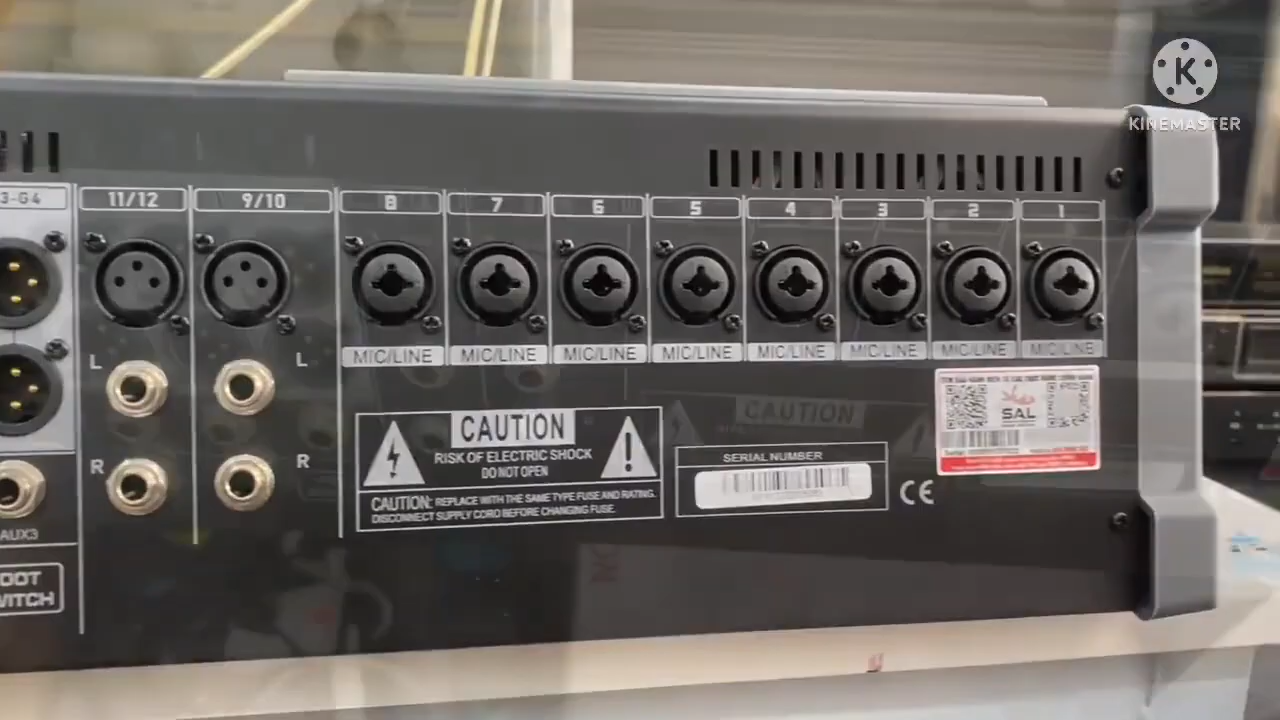 KINEMASTER
3-G4
11/12
9/10
8
7
6
5
4
3
2
1
MIC/LINE
MIC/LINE
MIC/LINE
MIC/LINE
MIC/LINE
MIC/LINE
MIC/LINE
MIC/LINE
L
L
R
R
CAUTION
RISK OF ELECTRIC SHOCK
DO NOT OPEN
CAUTION: REPLACE WITH THE SAME TYPE FUSE AND RATING.
DISCONNECT SUPPLY CORD BEFORE CHANGING FUSE.
SERIAL NUMBER
CE
SAL
CAUTION
AUX3
OOT
WITCH